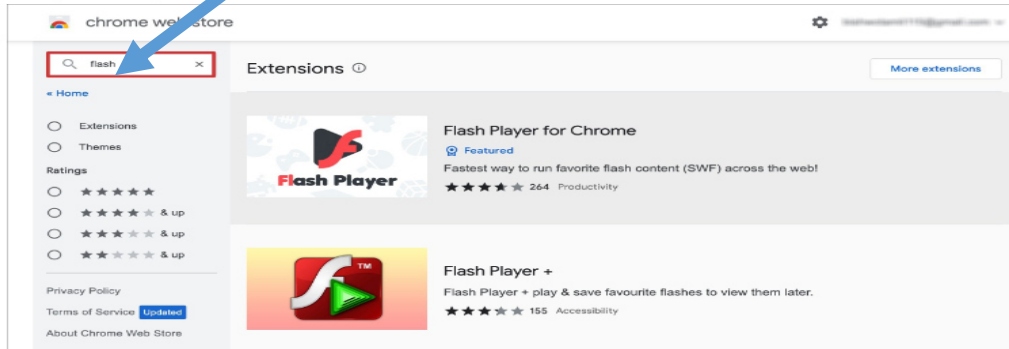 chrome web store
flash
Extensions
More extensions
« Home
Extensions
Themes
Ratings
& up
& up
& up
Privacy Policy
Terms of Service Updated
About Chrome Web Store
Flash Player
Flash Player for Chrome
Featured
Fastest way to run favorite flash content (SWF) across the web!
264 Productivity
TM
Flash Player +
Flash Player + play & save favourite flashes to view them later.
155 Accessibility